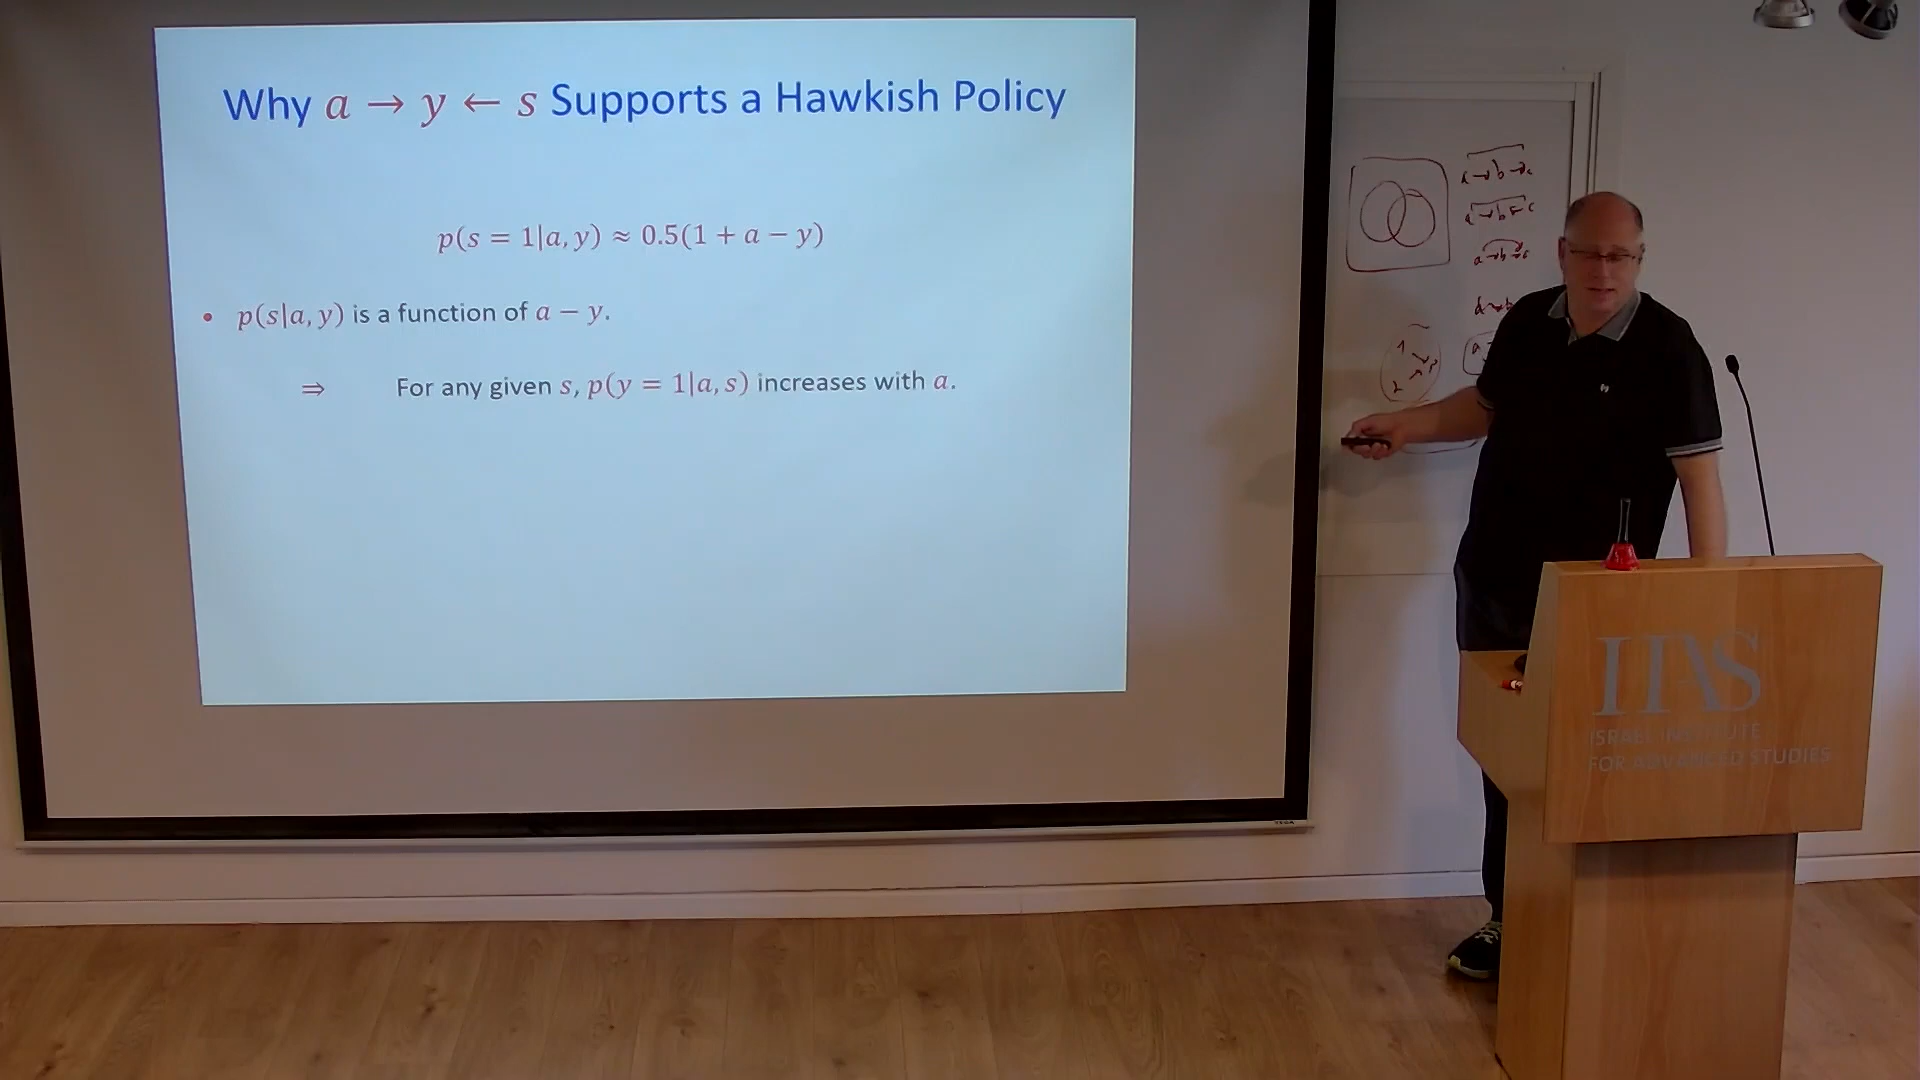 Why a → y ← s Supports a Hawkish Policy
p(s = 1|a, y) ≈ 0.5(1 + a − y)
• p(s|a, y) is a function of a − y.
⇒ For any given s, p(y = 1|a, s) increases with a.
a → b → c
a → b ← c
a → b → c
IIAS
ISRAEL INSTITUTE
FOR ADVANCED STUDIES